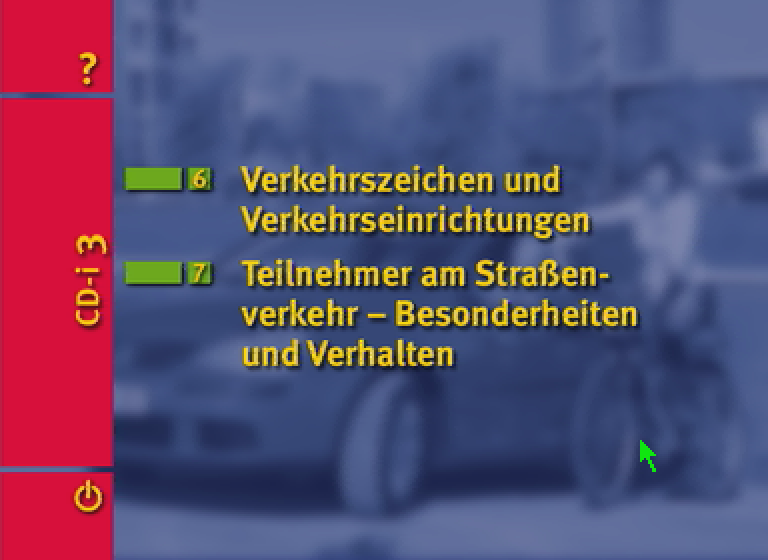 ?
CD-i 3
6 Verkehrszeichen und
Verkehrseinrichtungen
7 Teilnehmer am Straßen-
verkehr – Besonderheiten
und Verhalten